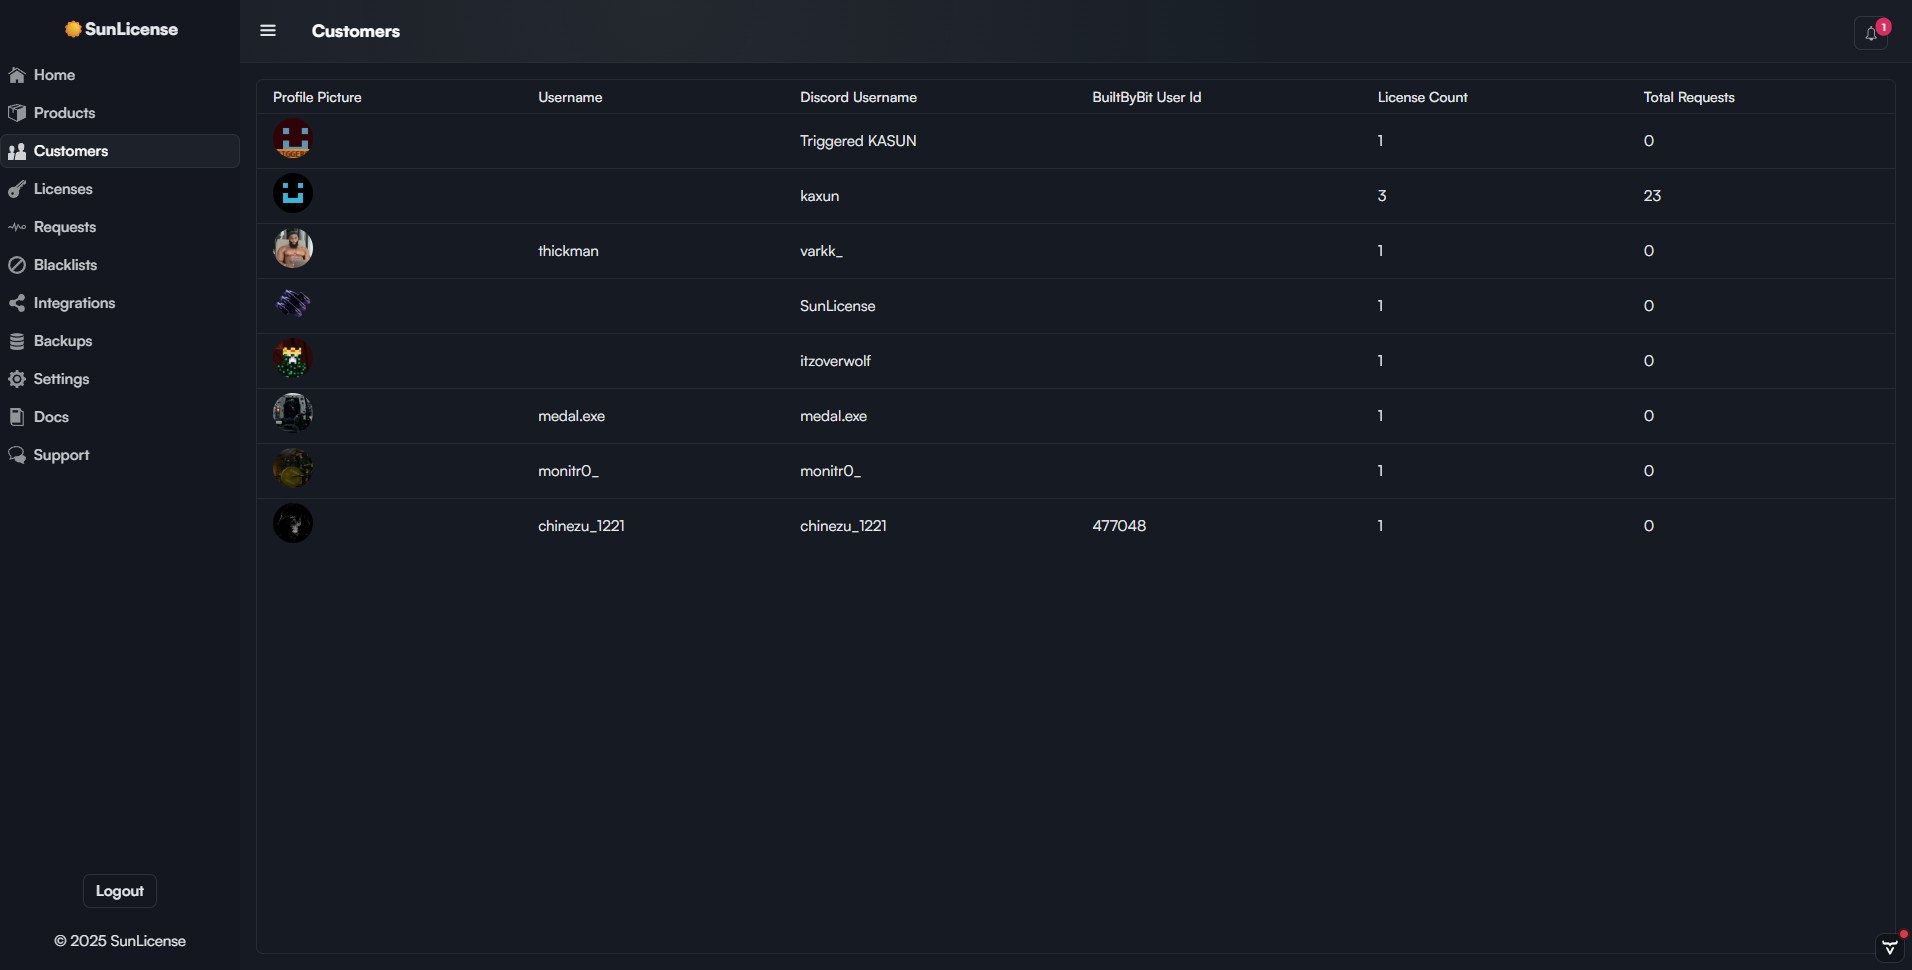 SunLicense
Customers
1
Home
Products
Customers
Licenses
Requests
Blacklists
Integrations
Backups
Settings
Docs
Support
Logout
© 2025 SunLicense
Profile Picture Username Discord Username BuiltByBit User Id License Count Total Requests
Triggered KASUN 1 0
kaxun 3 23
thickman varkk_ 1 0
SunLicense 1 0
itzoverwolf 1 0
medal.exe medal.exe 1 0
monitr0_ monitr0_ 1 0
chinezu_1221 chinezu_1221 477048 1 0